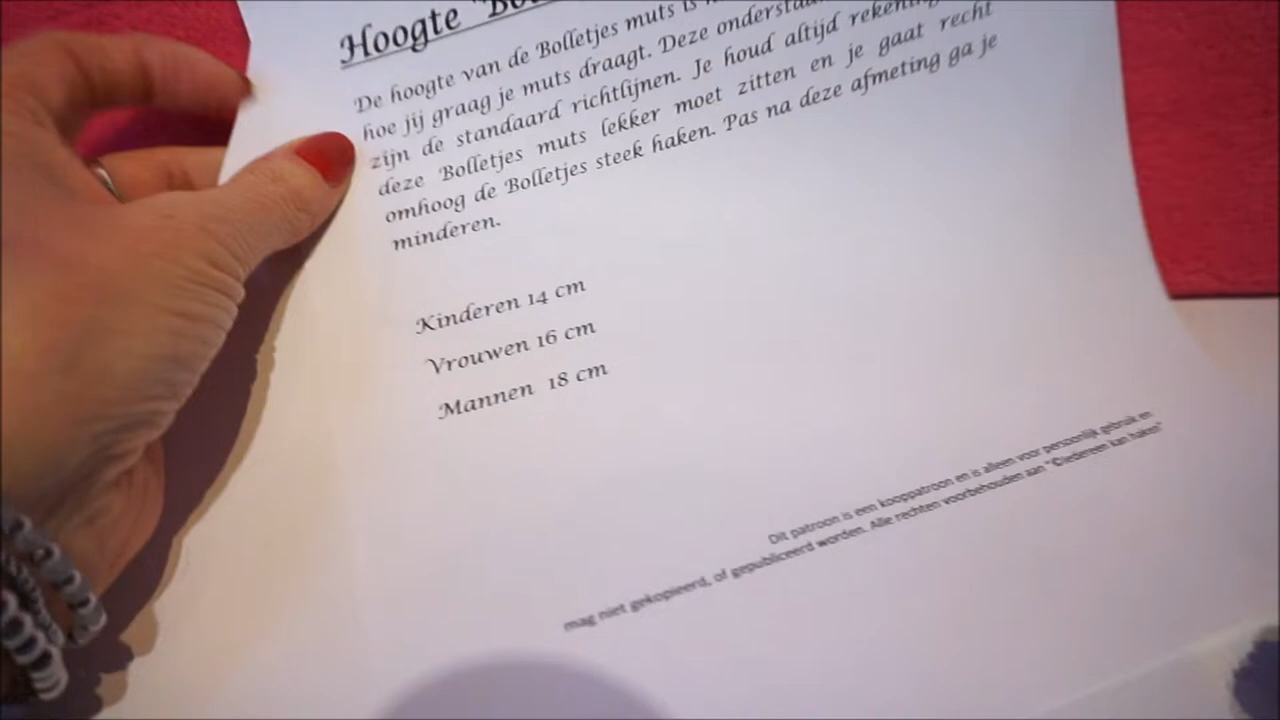 Hoogte
De hoogte van de Bolletjes muts is
hoe jij graag je muts draagt. Deze
zijn de standaard richtlijnen. Je houd altijd
deze Bolletjes muts lekker moet zitten en je gaat recht
omhoog de Bolletjes steek haken. Pas na deze afmeting ga je
minderen.
Kinderen 14 cm
Vrouwen 16 cm
Mannen 18 cm
Dit patroon is een kooppatroon en is alleen voor persoonlijk gebruik en
mag niet gekopieerd, of gepubliceerd worden. Alle rechten voorbehouden aan "©Iedereen kan haken"